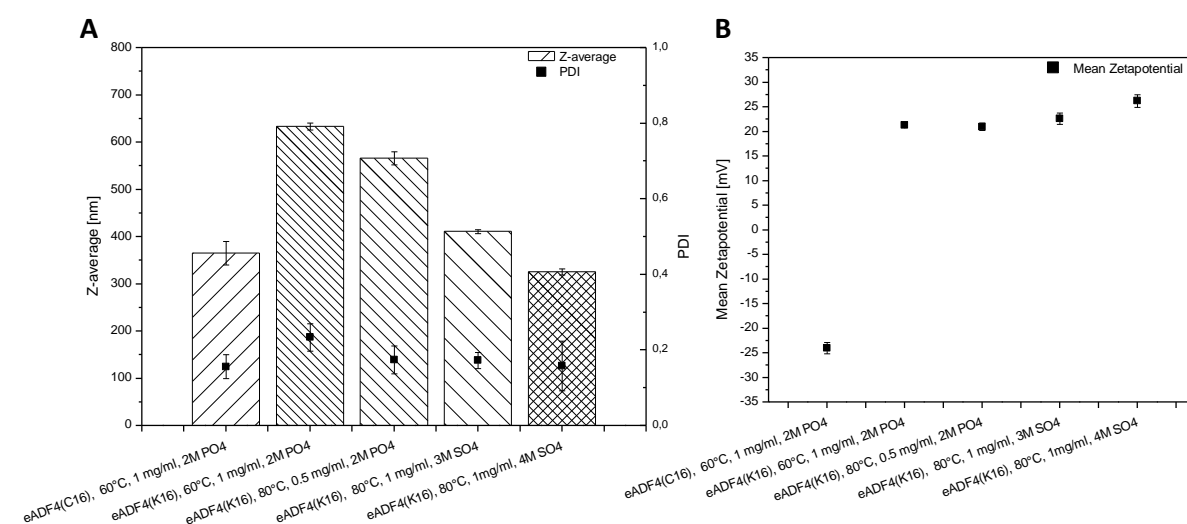 A
800
700
600
500
400
300
200
100
0
Z-average [nm]
1,0
0,8
0,6
0,4
0,2
0,0
PDI
Z-average
PDI
eADF4(C16), 60°C, 1 mg/ml, 2M PO4
eADF4(K16), 60°C, 1 mg/ml, 2M PO4
eADF4(K16), 80°C, 0.5 mg/ml, 2M PO4
eADF4(K16), 80°C, 1 mg/ml, 3M SO4
eADF4(K16), 80°C, 1mg/ml, 4M SO4
B
35
30
25
20
15
10
5
0
-5
-10
-15
-20
-25
-30
-35
Mean Zetapotential [mV]
Mean Zetapotential
eADF4(C16), 60°C, 1 mg/ml, 2M PO4
eADF4(K16), 60°C, 1 mg/ml, 2M PO4
eADF4(K16), 80°C, 0.5 mg/ml, 2M PO4
eADF4(K16), 80°C, 1 mg/ml, 3M SO4
eADF4(K16), 80°C, 1mg/ml, 4M SO4